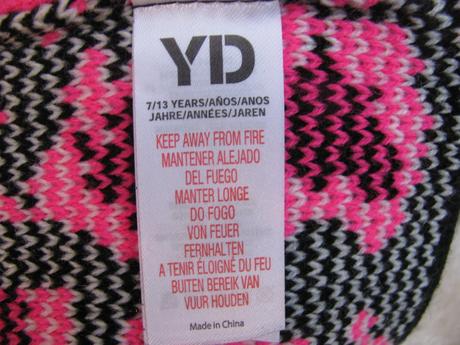 YD
7/13 YEARS/AÑOS/ANOS
JAHRE/ANNÉES/JAREN
KEEP AWAY FROM FIRE
MANTENER ALEJADO
DEL FUEGO
MANTER LONGE
DO FOGO
VON FEUER
FERNHALTEN
A TENIR ÉLOIGNÉ DU FEU
BUITEN BEREIK VAN
VUUR HOUDEN
Made in China